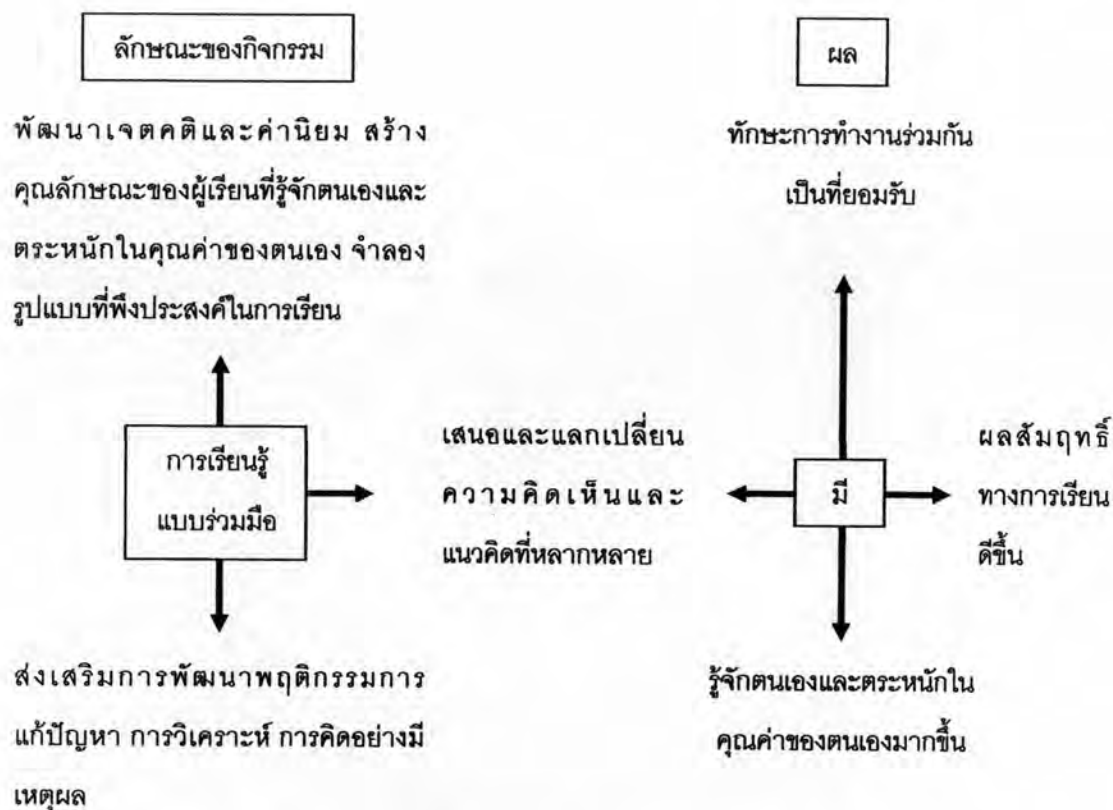 ลักษณะของกิจกรรม
ผล
พัฒนาเจตคติและค่านิยม สร้าง
คุณลักษณะของผู้เรียนที่รู้จักตนเองและ
ตระหนักในคุณค่าของตนเอง จำลอง
รูปแบบที่พึงประสงค์ในการเรียน
ทักษะการทำงานร่วมกัน
เป็นที่ยอมรับ
การเรียนรู้
แบบร่วมมือ
เสนอและแลกเปลี่ยน
ความคิดเห็นและ
แนวคิดที่หลากหลาย
มี
ผลสัมฤทธิ์
ทางการเรียน
ดีขึ้น
ส่งเสริมการพัฒนาพฤติกรรมการ
แก้ปัญหา การวิเคราะห์ การคิดอย่างมี
เหตุผล
รู้จักตนเองและตระหนักใน
คุณค่าของตนเองมากขึ้น